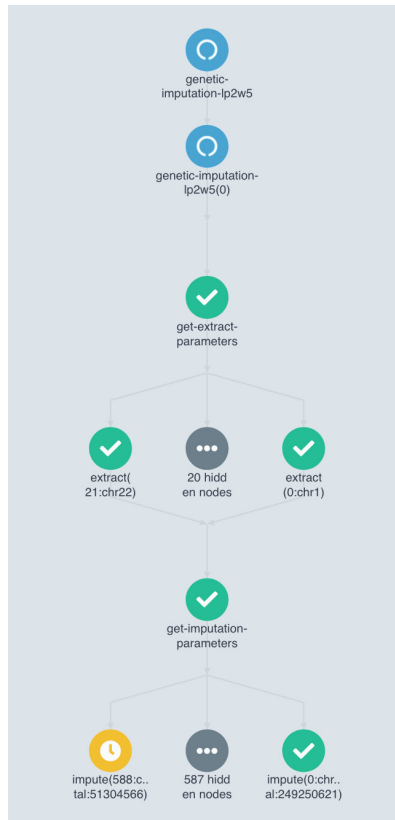 genetic-
imputation-lp2w5
genetic-imputation-
lp2w5(0)
get-extract-
parameters
extract(
21:chr22)
20 hidd
en nodes
extract
(0:chr1)
get-imputation-
parameters
impute(588:c..
tal:51304566)
587 hidd
en nodes
impute(0:chr..
al:249250621)